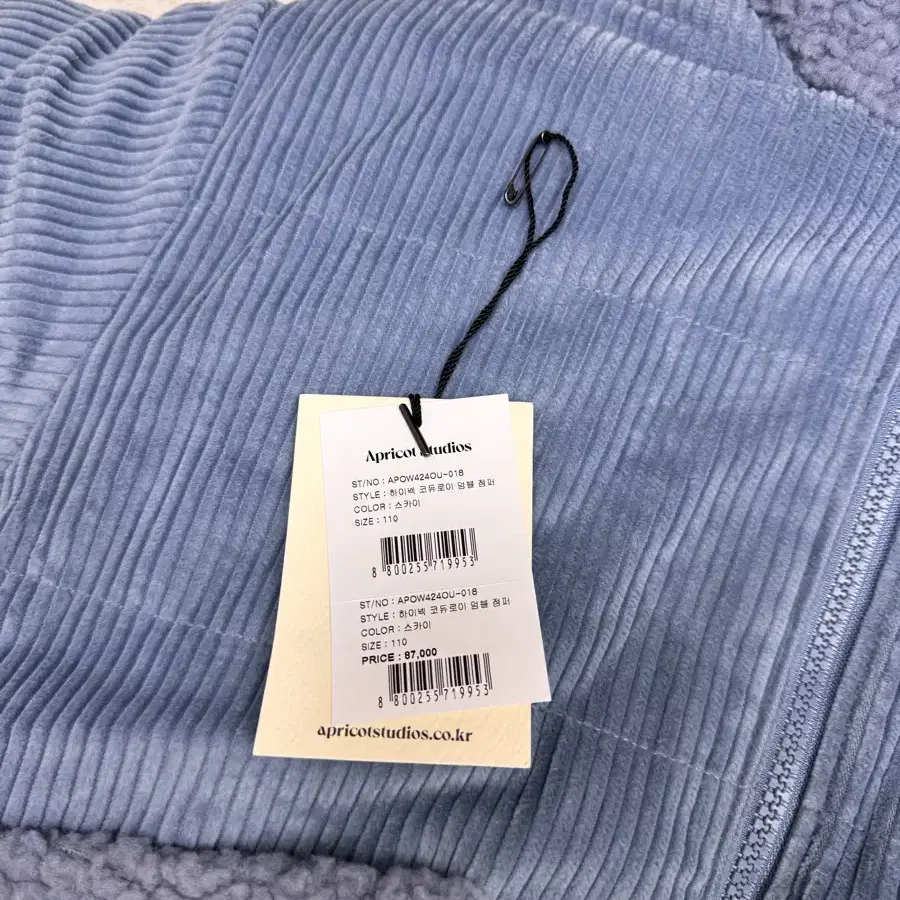 Apricot Studios
ST/NO : APOW424OU-018
STYLE : 하이넥 코듀로이 덤블 점퍼
COLOR : 스카이
SIZE : 110
8 800255 719953
ST/NO : APOW424OU-018
STYLE : 하이넥 코듀로이 덤블 점퍼
COLOR : 스카이
SIZE : 110
PRICE : 87,000
8 800255 719953
apricotstudios.co.kr